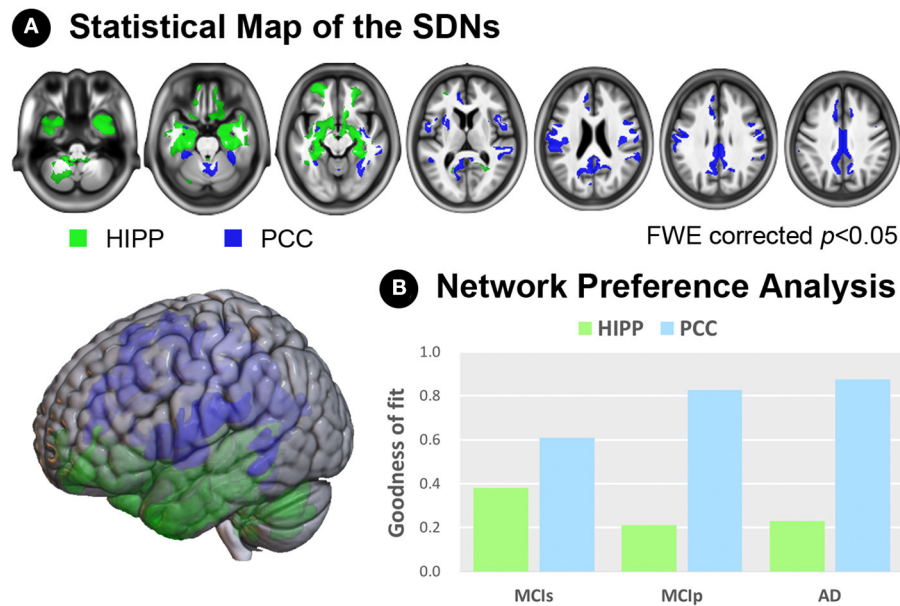 A Statistical Map of the SDNs
HIPP PCC
FWE corrected p<0.05
B Network Preference Analysis
HIPP PCC
Goodness of fit
1.0
0.8
0.6
0.4
0.2
0.0
MCIs MCIp AD